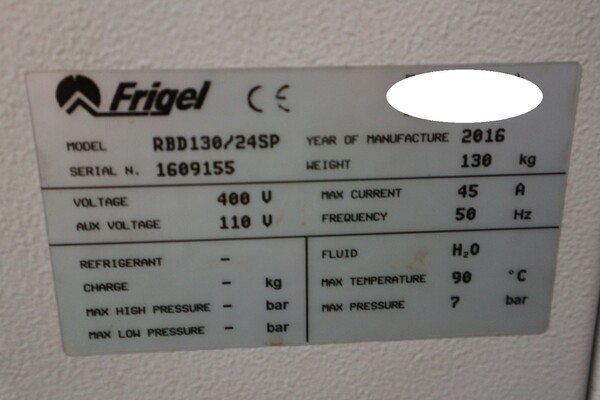 Frigel CE
MODEL RBD130/24SP YEAR OF MANUFACTURE 2016
SERIAL N. 1609155 WEIGHT 130 kg
VOLTAGE 400 V MAX CURRENT 45 A
AUX VOLTAGE 110 V FREQUENCY 50 Hz
REFRIGERANT - FLUID H₂O
CHARGE - kg MAX TEMPERATURE 90 °C
MAX HIGH PRESSURE - bar MAX PRESSURE 7 bar
MAX LOW PRESSURE - bar